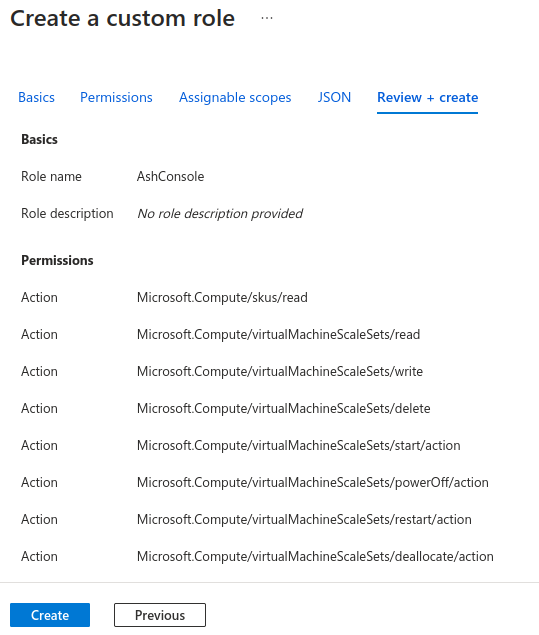 Create a custom role ...
Basics Permissions Assignable scopes JSON Review + create
Basics
Role name AshConsole
Role description No role description provided
Permissions
Action Microsoft.Compute/skus/read
Action Microsoft.Compute/virtualMachineScaleSets/read
Action Microsoft.Compute/virtualMachineScaleSets/write
Action Microsoft.Compute/virtualMachineScaleSets/delete
Action Microsoft.Compute/virtualMachineScaleSets/start/action
Action Microsoft.Compute/virtualMachineScaleSets/powerOff/action
Action Microsoft.Compute/virtualMachineScaleSets/restart/action
Action Microsoft.Compute/virtualMachineScaleSets/deallocate/action
Create Previous